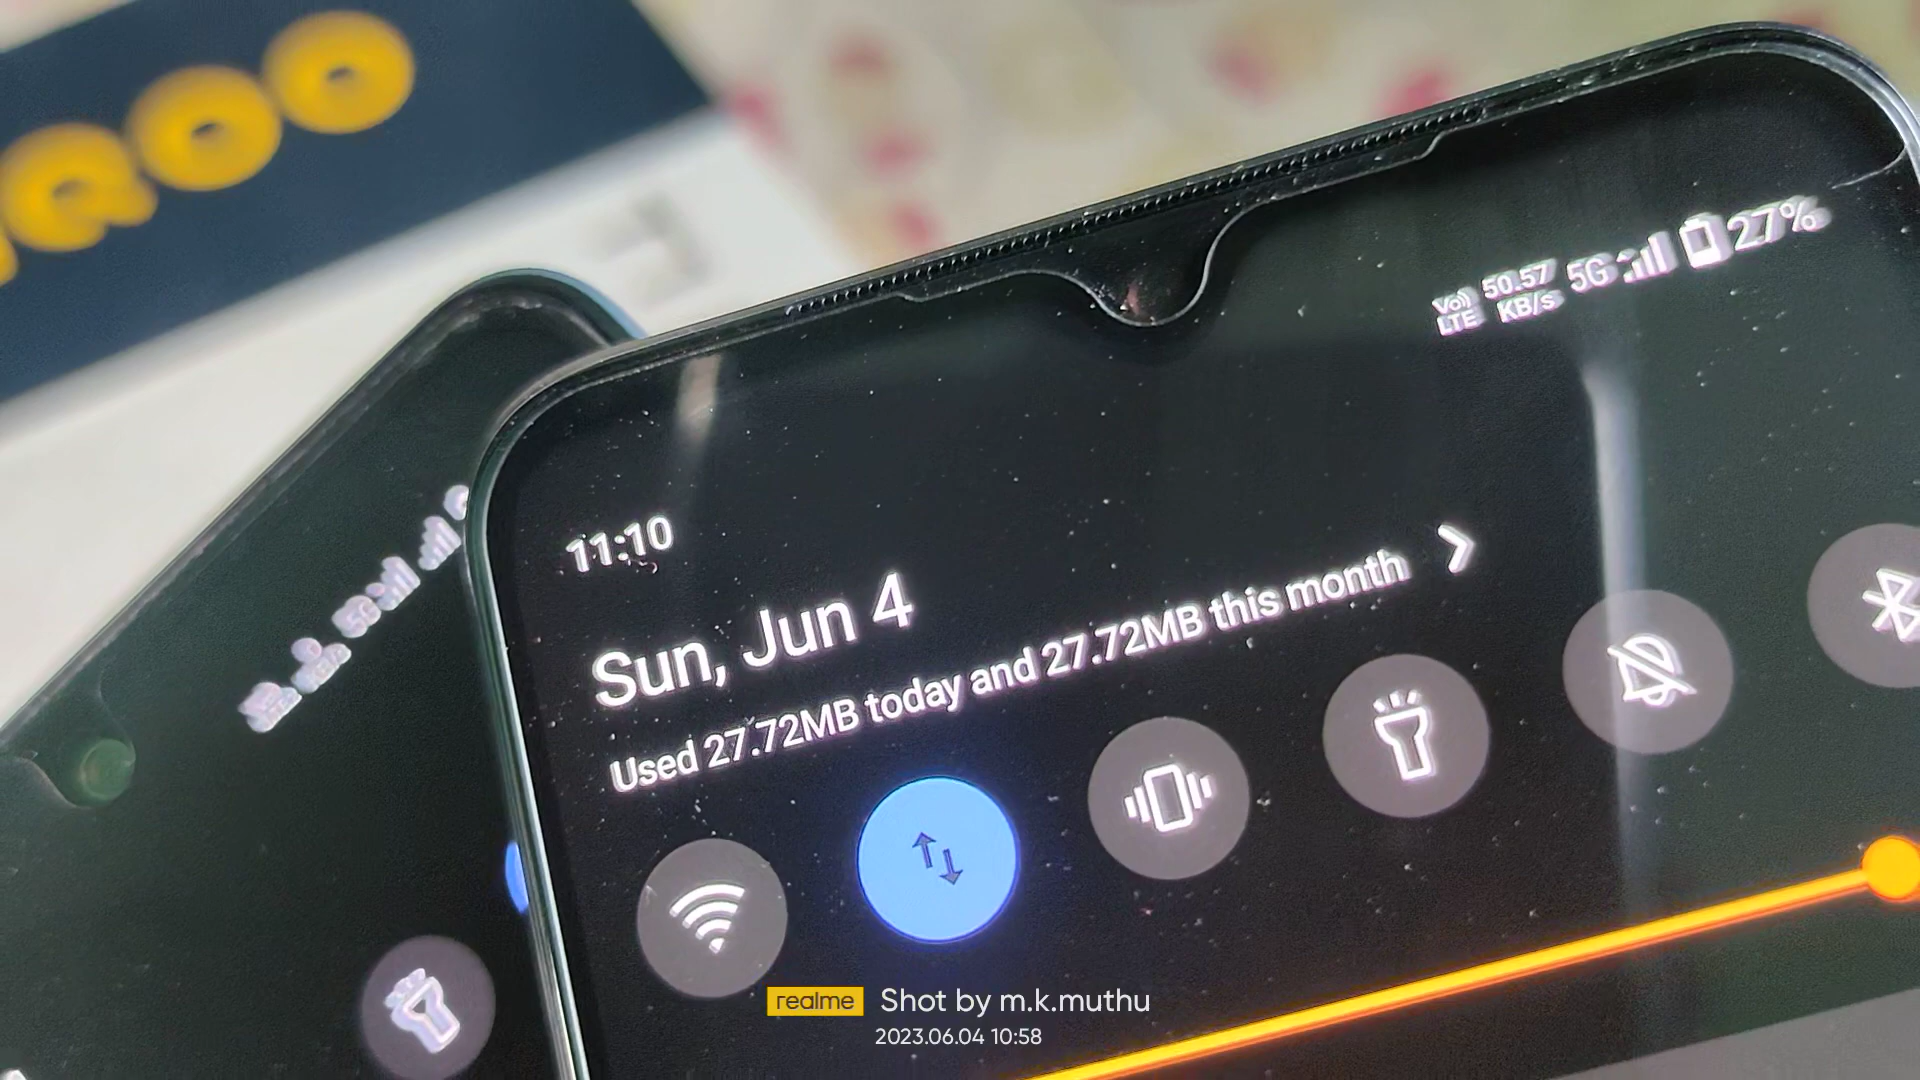 iQOO
Vo)) LTE 50.57 KB/s 5G 27%
11:10
Sun, Jun 4
Used 27.72MB today and 27.72MB this month
5G
realme Shot by m.k.muthu
2023.06.04 10:58